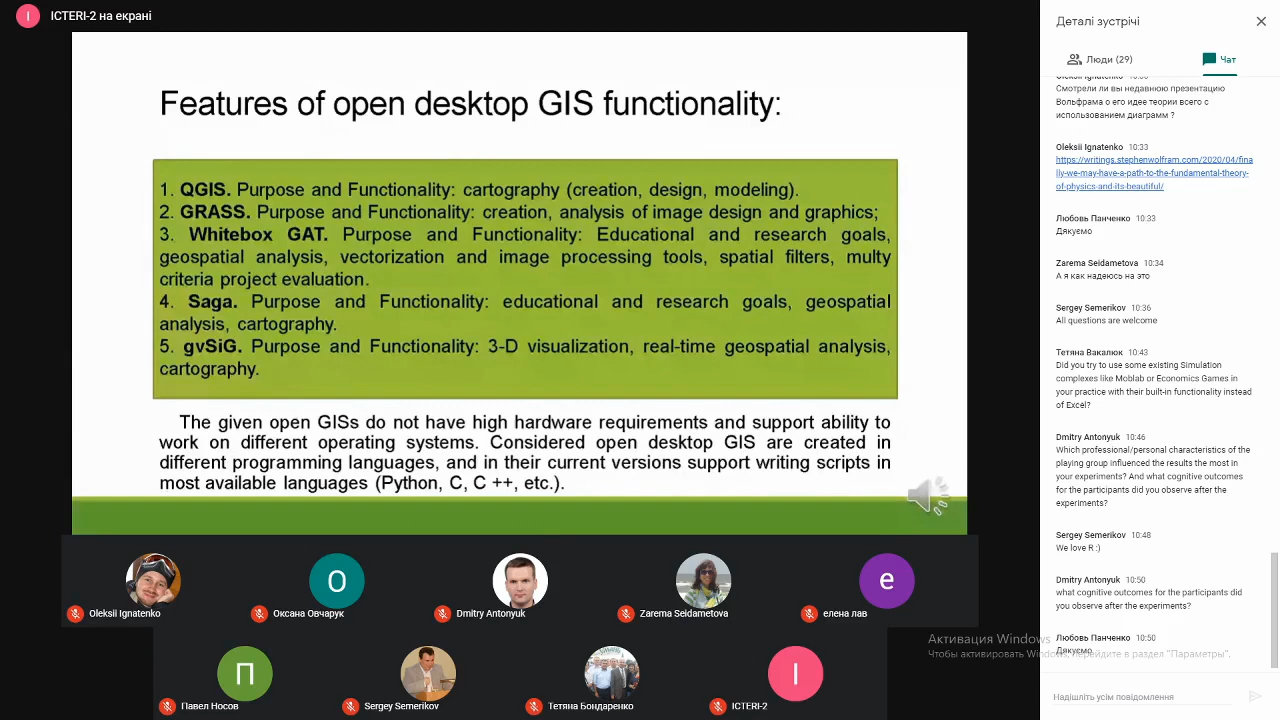 I
ICTERI-2 на екрані
Features of open desktop GIS functionality:
1. QGIS. Purpose and Functionality: cartography (creation, design, modeling).
2. GRASS. Purpose and Functionality: creation, analysis of image design and graphics;
3. Whitebox GAT. Purpose and Functionality: Educational and research goals,
geospatial analysis, vectorization and image processing tools, spatial filters, multy
criteria project evaluation.
4. Saga. Purpose and Functionality: educational and research goals, geospatial
analysis, cartography.
5. gvSiG. Purpose and Functionality: 3-D visualization, real-time geospatial analysis,
cartography.
The given open GISs do not have high hardware requirements and support ability to
work on different operating systems. Considered open desktop GIS are created in
different programming languages, and in their current versions support writing scripts in
most available languages (Python, C, C ++, etc.).
O
e
Oleksii Ignatenko
Оксана Овчарук
Dmitry Antonyuk
Zarema Seidametova
елена лав
П
I
Павел Носов
Sergey Semerikov
Тетяна Бондаренко
ICTERI-2
Деталі зустрічі
Люди (29)
Чат
Oleksii Ignatenko
Смотрели ли вы недавнюю презентацию
Вольфрама о его идее теории всего с
использованием диаграмм ?
Oleksii Ignatenko 10:33
https://writings.stephenwolfram.com/2020/04/fina
lly-we-may-have-a-path-to-the-fundamental-theory-
of-physics-and-its-beautiful/
Любовь Панченко 10:33
Дякуємо
Zarema Seidametova 10:34
А я как надеюсь на это
Sergey Semerikov 10:36
All questions are welcome
Тетяна Вакалюк 10:43
Did you try to use some existing Simulation
complexes like Moblab or Economics Games in
your practice with their built-in functionality instead
of Excel?
Dmitry Antonyuk 10:46
Which professional/personal characteristics of the
playing group influenced the results the most in
your experiments? And what cognitive outcomes
for the participants did you observe after the
experiments?
Sergey Semerikov 10:48
We love R :)
Dmitry Antonyuk 10:50
what cognitive outcomes for the participants did
you observe after the experiments?
Любовь Панченко 10:50
Дякуємо
Активация Windows
Чтобы активировать Windows, перейдите в раздел "Параметры".
Надішліть усім повідомлення